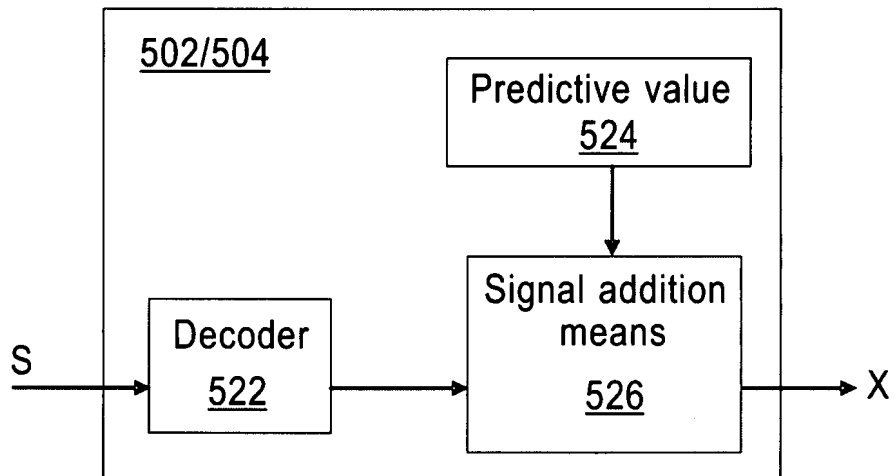 502/504
Predictive value
524
Signal addition
means
526
Decoder
522
S
X